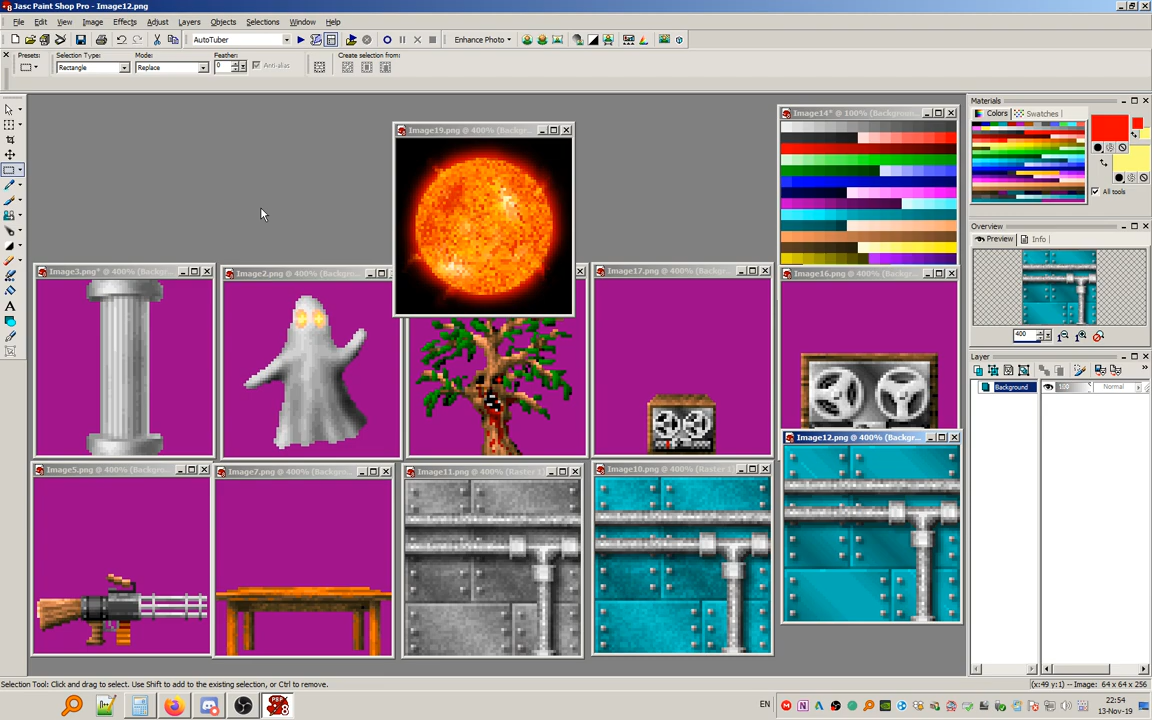 Jasc Paint Shop Pro - Image12.png
File Edit View Image Effects Adjust Layers Objects Selections Window Help
AutoTuber
Enhance Photo
Presets:
Selection Type:
Mode:
Feather:
Create selection from:
Rectangle
Replace
0
Anti-alias
Materials
Colors
Swatches
All tools
Overview
Preview
Info
400
Layer
Background
100
Normal
Image19.png @ 400% (Backgr...
Image14* @ 100% (Background)
Image3.png* @ 400% (Backgr...
Image2.png @ 400% (Backgr...
Image17.png @ 400% (Backgr...
Image16.png @ 400% (Backgr...
Image12.png @ 400% (Backgr...
Image5.png @ 400% (Backgr...
Image7.png @ 400% (Backgr...
Image11.png @ 400% (Raster 1)
Image10.png @ 400% (Raster 1)
Selection Tool: Click and drag to select. Use Shift to add to the existing selection, or Ctrl to remove.
(x:49 y:1) -- Image: 64 x 64 x 256
EN
22:54
13-Nov-19